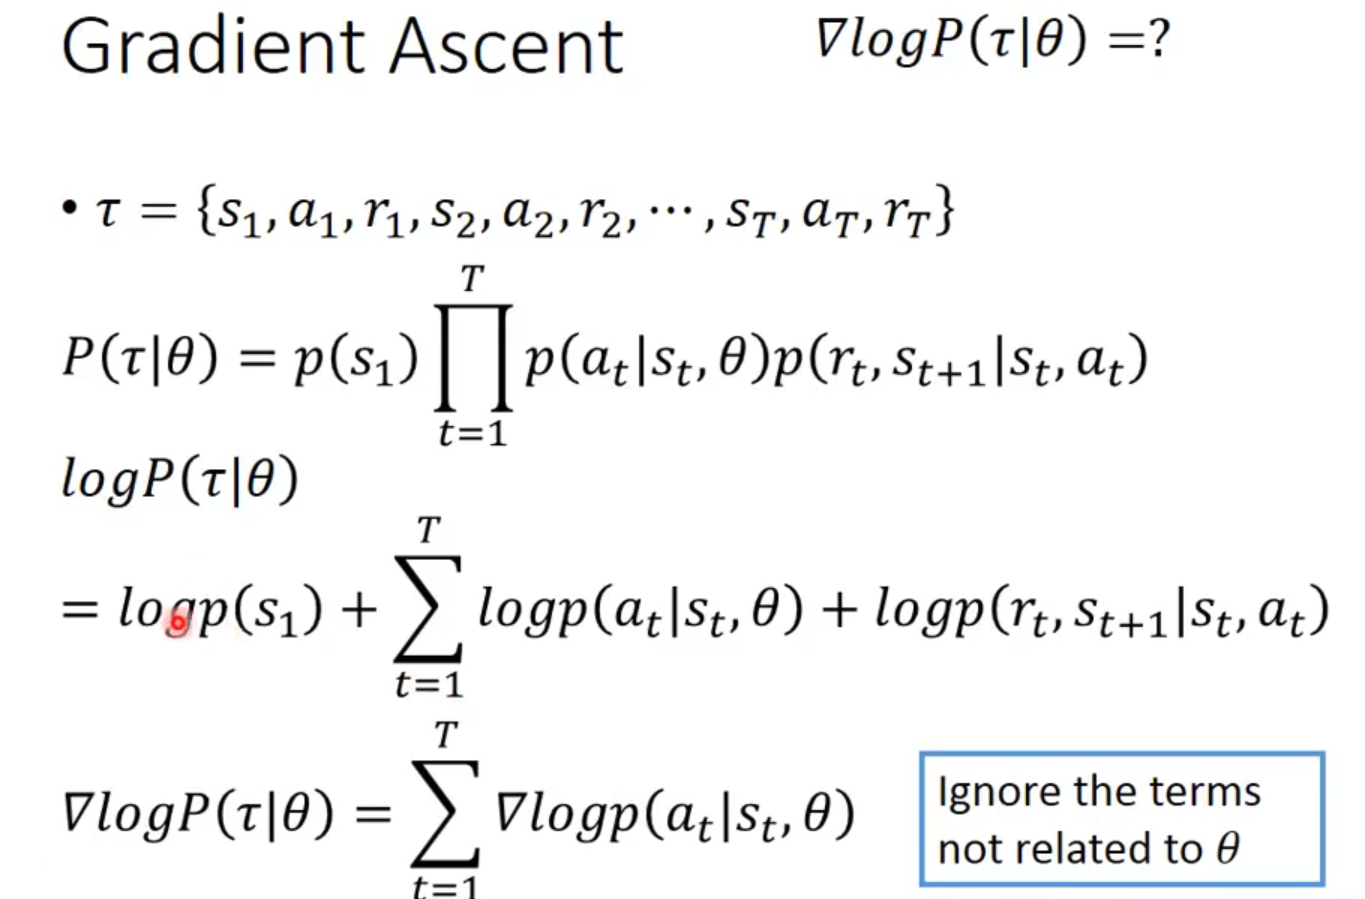 Gradient Ascent
∇logP(τ|θ) =?
• τ = {s₁, a₁, r₁, s₂, a₂, r₂, ⋯ , s_T, a_T, r_T}
P(τ|θ) = p(s₁) ∏_{t=1}^{T} p(a_t|s_t, θ)p(r_t, s_{t+1}|s_t, a_t)
logP(τ|θ)
= logp(s₁) + ∑_{t=1}^{T} logp(a_t|s_t, θ) + logp(r_t, s_{t+1}|s_t, a_t)
∇logP(τ|θ) = ∑_{t=1}^{T} ∇logp(a_t|s_t, θ)
Ignore the terms
not related to θ